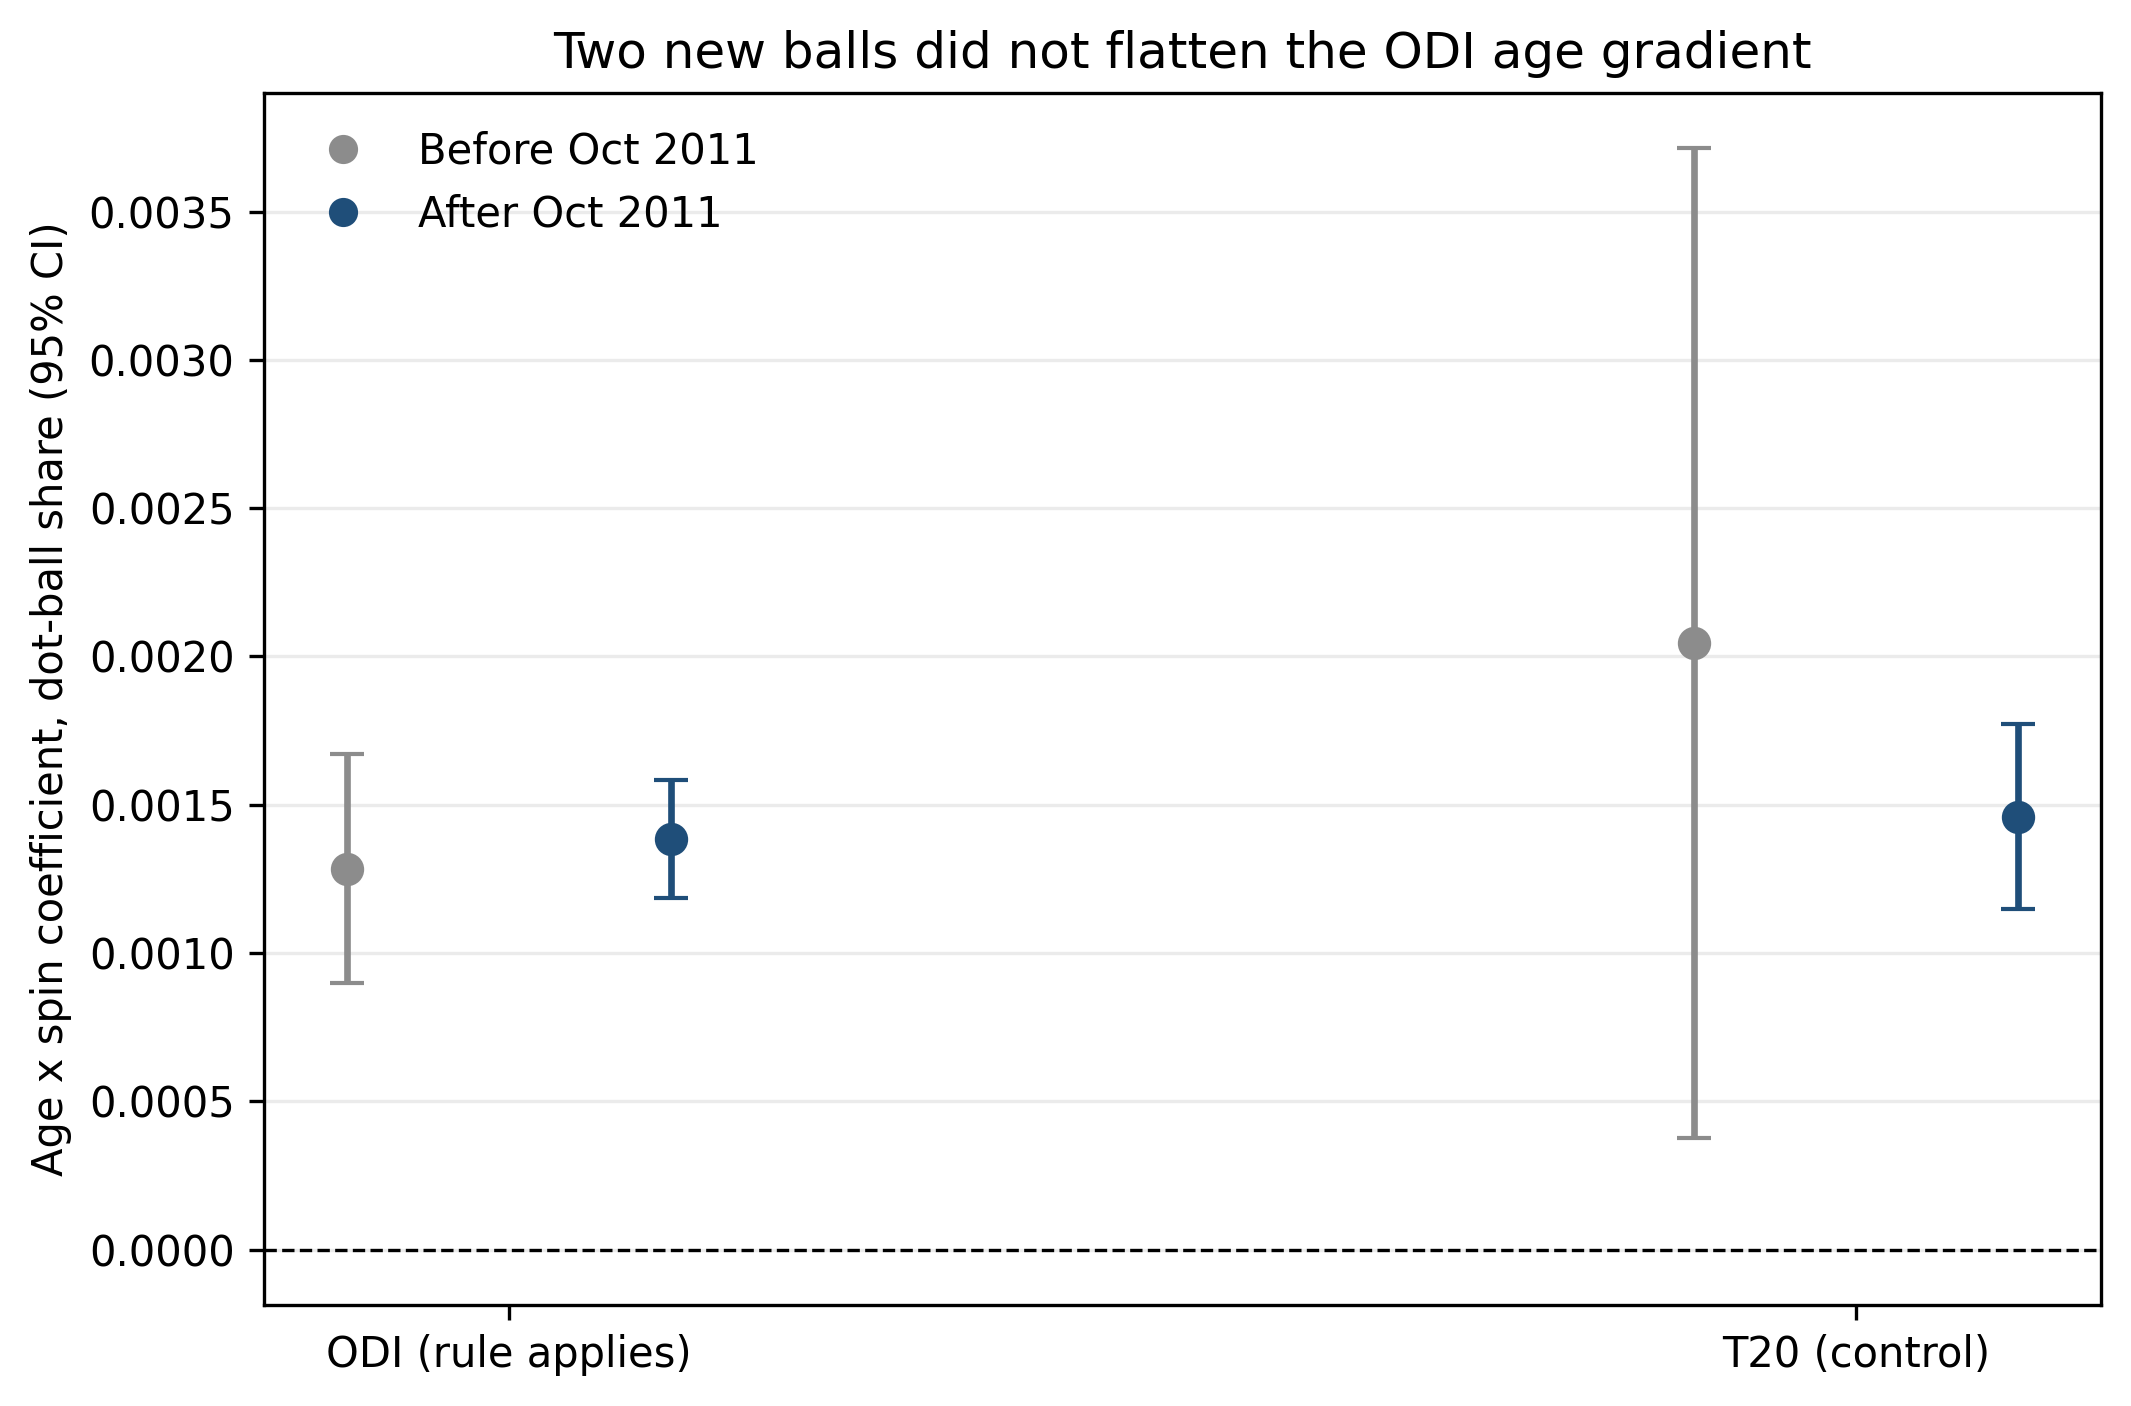 Two new balls did not flatten the ODI age gradient
Before Oct 2011
After Oct 2011
Age x spin coefficient, dot-ball share (95% CI)
0.0035
0.0030
0.0025
0.0020
0.0015
0.0010
0.0005
0.0000
ODI (rule applies)
T20 (control)